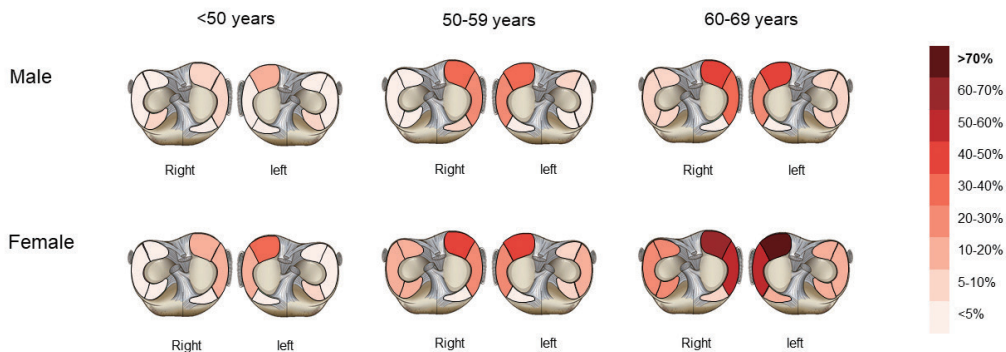 <50 years
50-59 years
60-69 years
Male
Right
left
Right
left
Right
left
Female
Right
left
Right
left
Right
left
>70%
60-70%
50-60%
40-50%
30-40%
20-30%
10-20%
5-10%
<5%